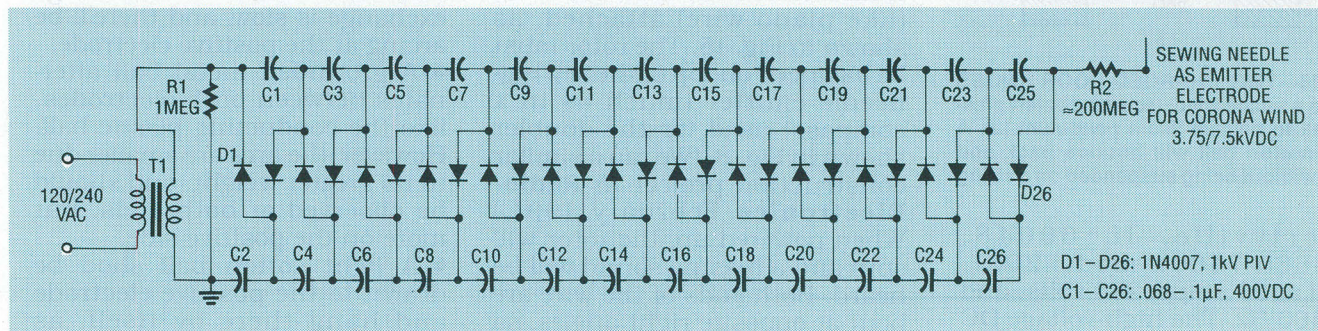 R1
1MEG
T1
120/240
VAC
C1
C3
C5
C7
C9
C11
C13
C15
C17
C19
C21
C23
C25
R2
≈200MEG
SEWING NEEDLE
AS EMITTER
ELECTRODE
FOR CORONA WIND
3.75/7.5kVDC
D1
D26
C2
C4
C6
C8
C10
C12
C14
C16
C18
C20
C22
C24
C26
D1–D26: 1N4007, 1kV PIV
C1–C26: .068–.1µF, 400VDC